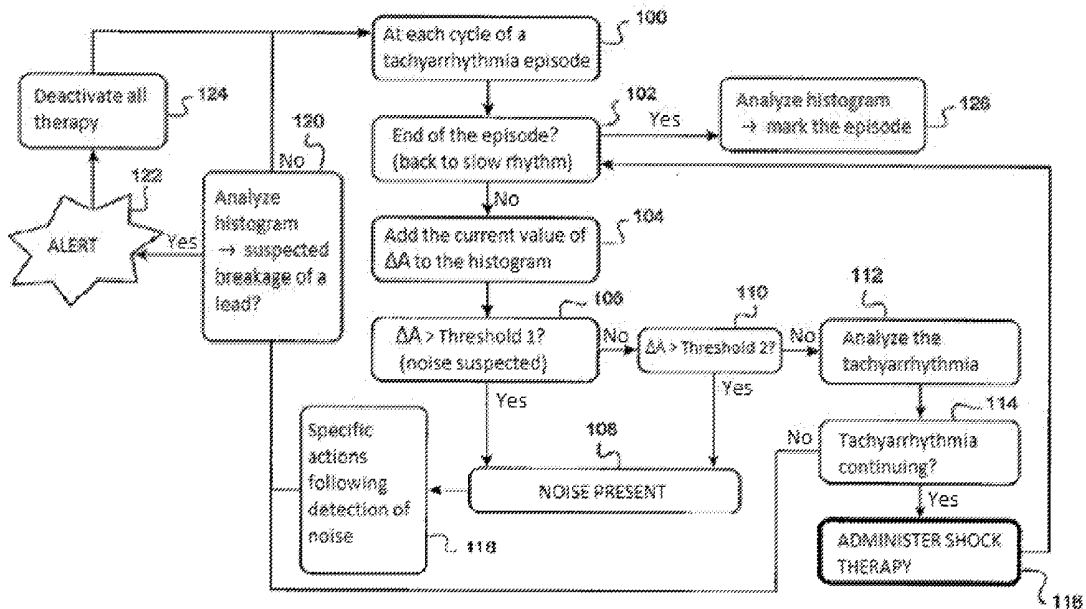 100
At each cycle of a
tachyarrhythmia episode
Deactivate all
therapy
124
102
End of the episode?
(back to slow rhythm)
Yes
Analyze histogram
→ mark the episode
126
120
No
122
ALERT
Yes
Analyze
histogram
→ suspected
breakage of a
lead?
No
104
Add the current value of
ΔA to the histogram
106
ΔA > Threshold 1?
(noise suspected)
No
110
ΔA > Threshold 2?
No
112
Analyze the
tachyarrhythmia
Yes
Yes
114
Tachyarrhythmia
continuing?
No
Yes
108
NOISE PRESENT
Specific
actions
following
detection of
noise
118
ADMINISTER SHOCK
THERAPY
116